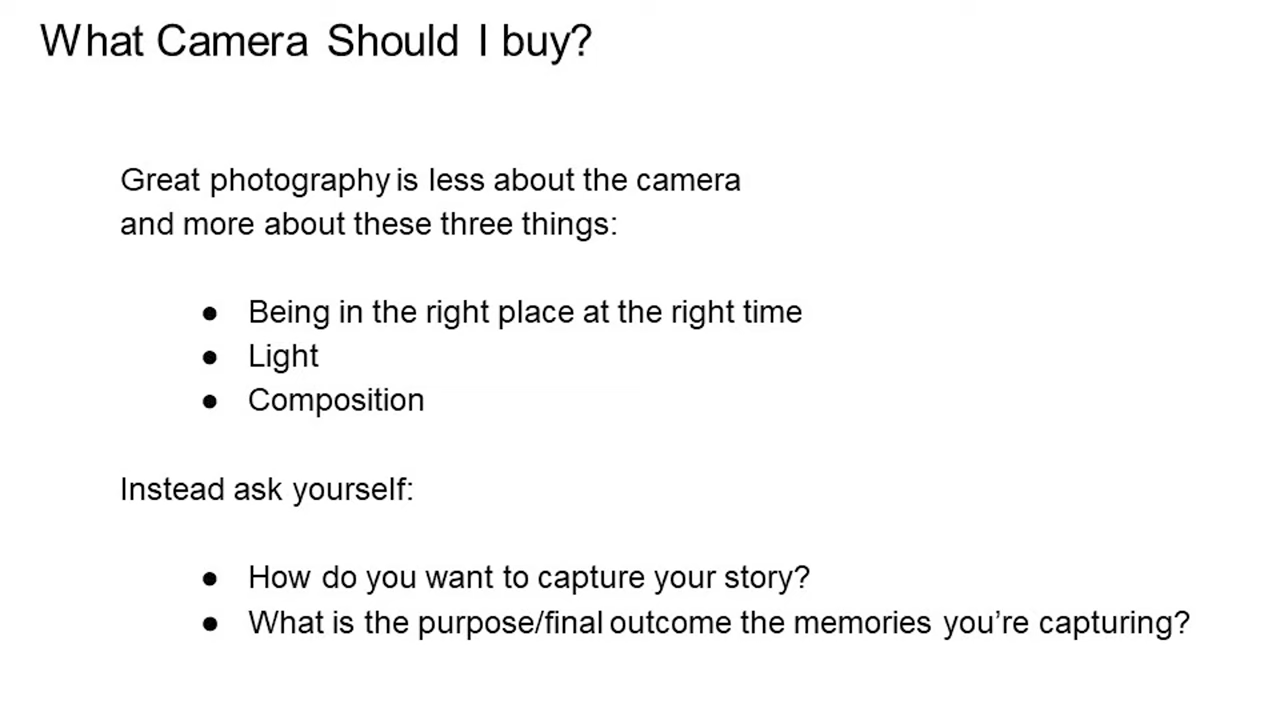 What Camera Should I buy?
Great photography is less about the camera
and more about these three things:
● Being in the right place at the right time
● Light
● Composition
Instead ask yourself:
● How do you want to capture your story?
● What is the purpose/final outcome the memories you're capturing?